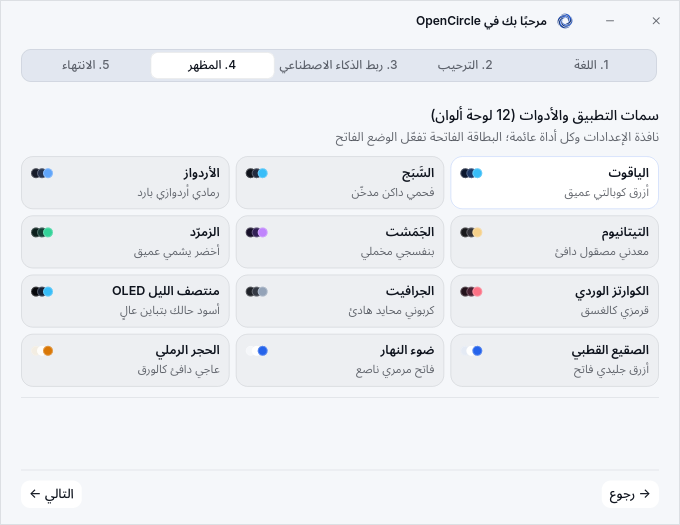 مرحبًا بك في OpenCircle
1. اللغة
2. الترحيب
3. ربط الذكاء الاصطناعي
4. المظهر
5. الانتهاء
سمات التطبيق والأدوات (12 لوحة ألوان)
نافذة الإعدادات وكل أداة عائمة؛ البطاقة الفاتحة تفعّل الوضع الفاتح
الياقوت
أزرق كوبالتي عميق
السَّبَج
فحمي داكن مدخّن
الأردواز
رمادي أردوازي بارد
التيتانيوم
معدني مصقول دافئ
الجَمَشت
بنفسجي مخملي
الزمرّد
أخضر يشمي عميق
الكوارتز الوردي
قرمزي كالغسق
الجرافيت
كربوني محايد هادئ
منتصف الليل OLED
أسود حالك بتباين عالٍ
الصقيع القطبي
أزرق جليدي فاتح
ضوء النهار
فاتح مرمري ناصع
الحجر الرملي
عاجي دافئ كالورق
→ رجوع
التالي ←